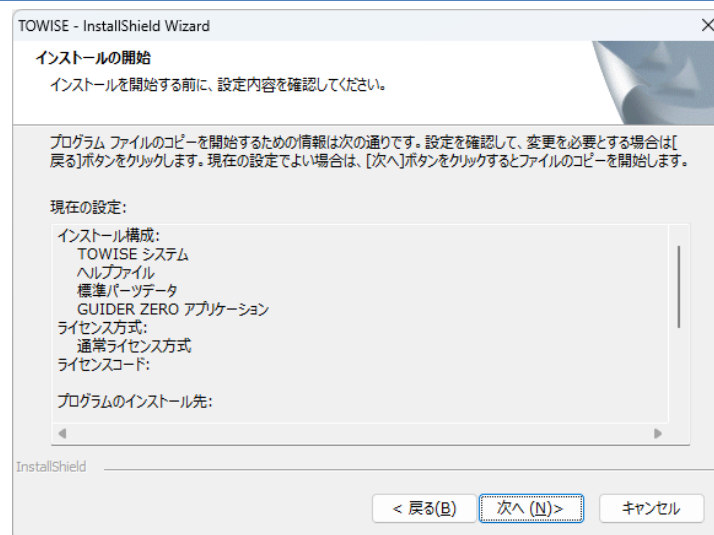 TOWISE - InstallShield Wizard
インストールの開始
インストールを開始する前に、設定内容を確認してください。
プログラム ファイルのコピーを開始するための情報は次の通りです。設定を確認して、変更を必要とする場合は[
戻る]ボタンをクリックします。現在の設定でよい場合は、[次へ]ボタンをクリックするとファイルのコピーを開始します。
現在の設定:
インストール構成:
TOWISE システム
ヘルプファイル
標準パーツデータ
GUIDER ZERO アプリケーション
ライセンス方式:
通常ライセンス方式
ライセンスコード:
プログラムのインストール先:
InstallShield
< 戻る(B) 次へ (N)> キャンセル